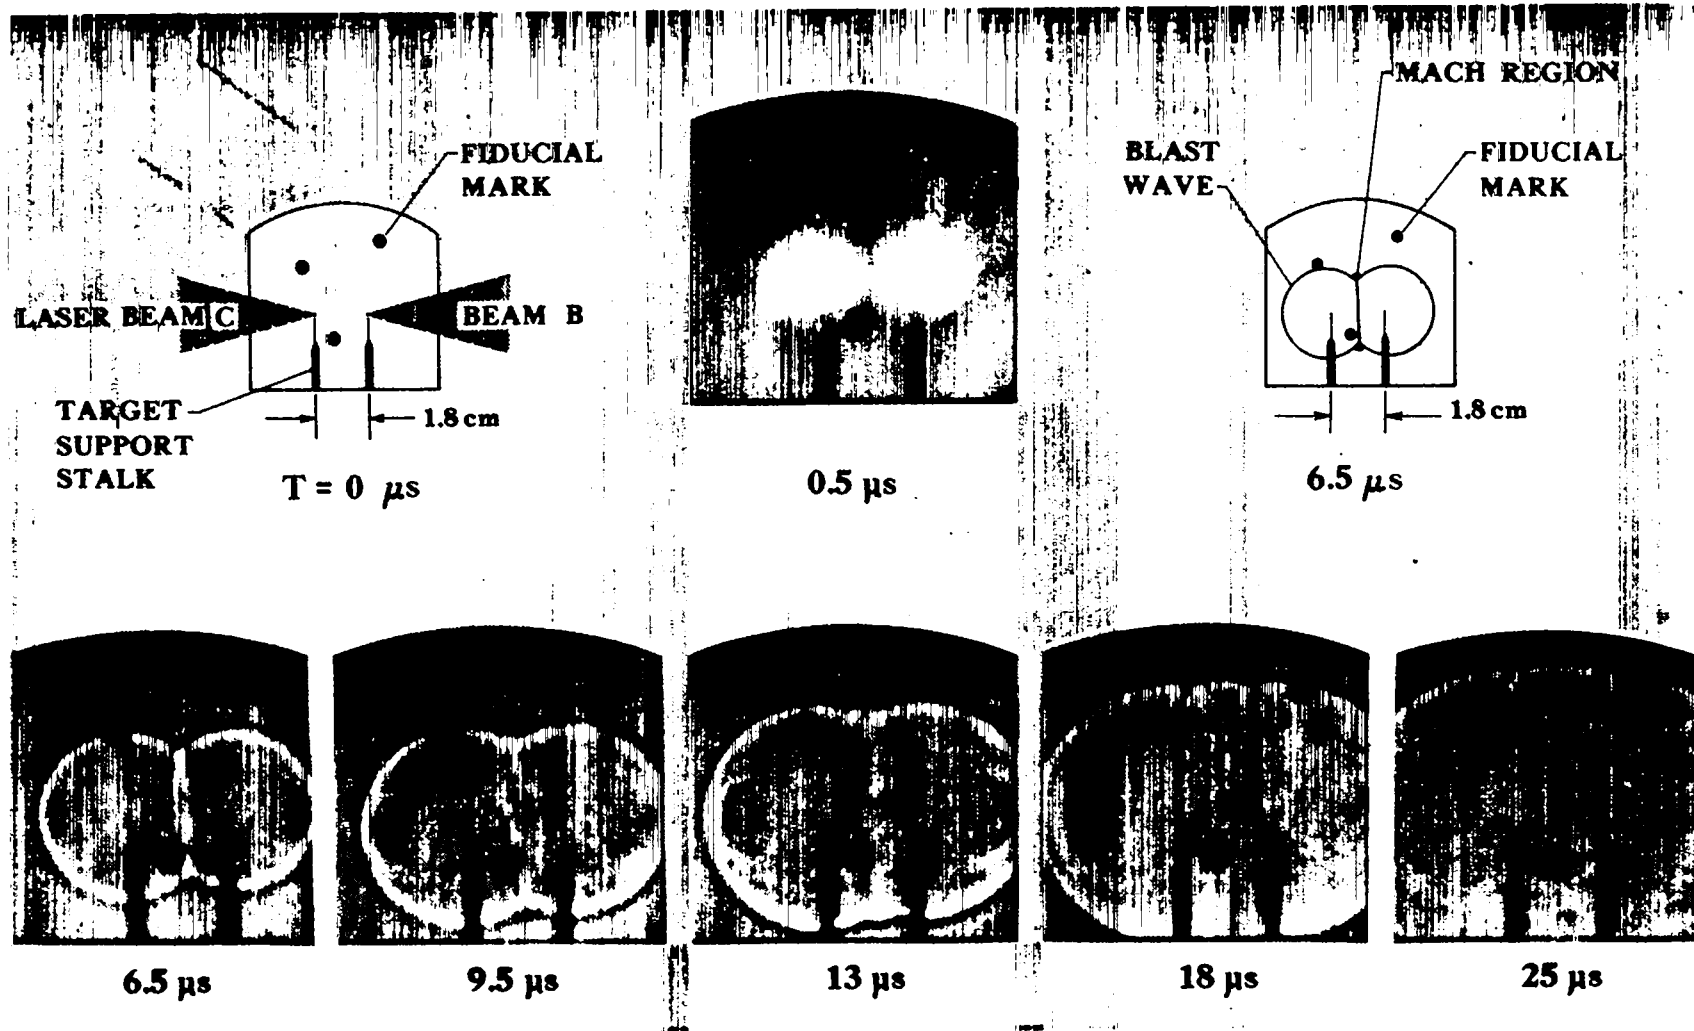 FIDUCIAL
MARK
LASER BEAM C
BEAM B
TARGET
SUPPORT
STALK
1.8 cm
T = 0 μs
0.5 μs
MACH REGION
BLAST
WAVE
FIDUCIAL
MARK
1.8 cm
6.5 μs
6.5 μs
9.5 μs
13 μs
18 μs
25 μs